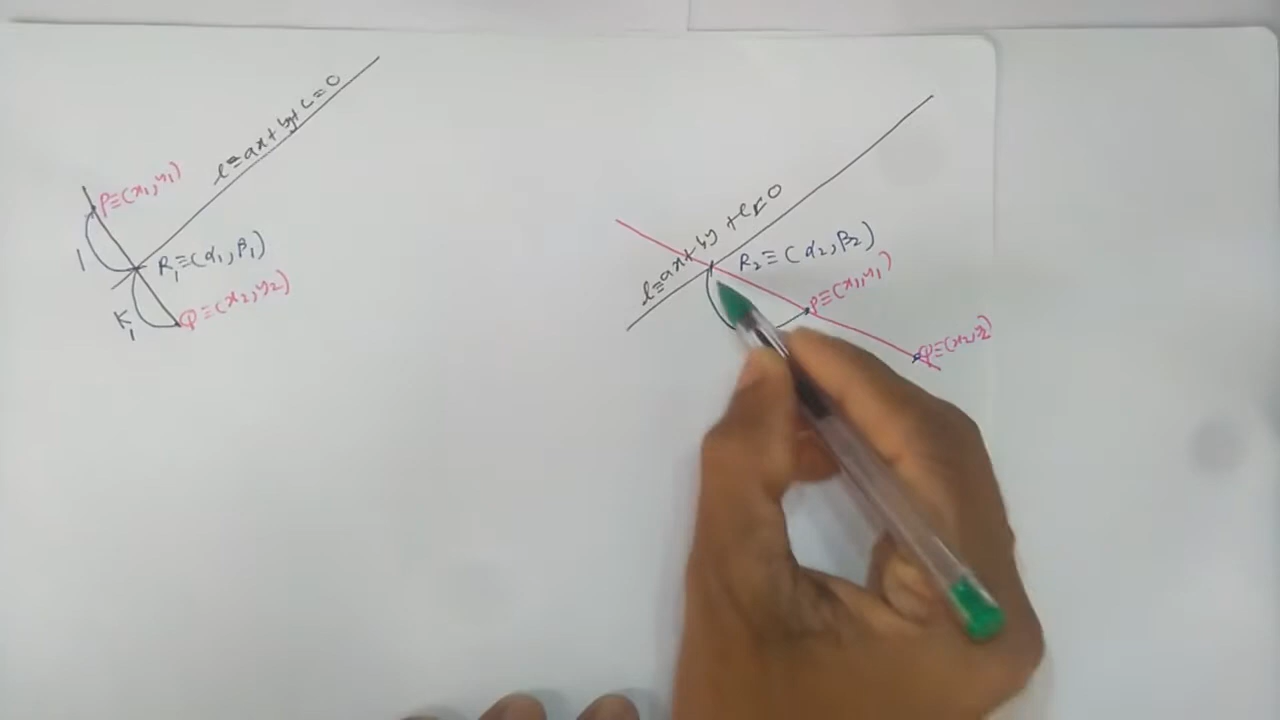 l≡ax+by+c=0
P≡(x₁,y₁)
1
R₁≡(α₁,β₁)
K₁
Q≡(x₂,y₂)
l≡ax+by+c=0
R₂≡(α₂,β₂)
P≡(x₁,y₁)
Q≡(x₂,y₂)